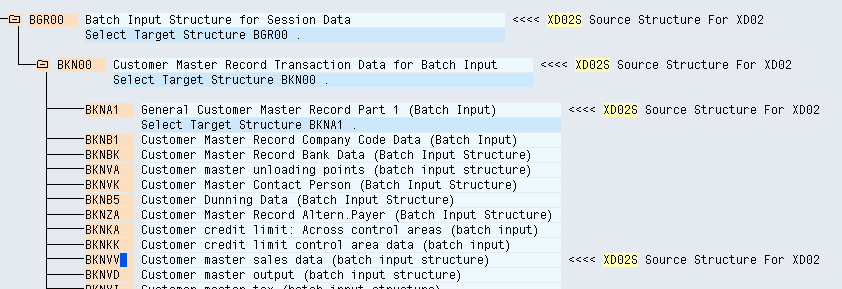 BGR00 Batch Input Structure for Session Data <<<< XD02S Source Structure For XD02
Select Target Structure BGR00 .
BKN00 Customer Master Record Transaction Data for Batch Input <<<< XD02S Source Structure For XD02
Select Target Structure BKN00 .
BKNA1 General Customer Master Record Part 1 (Batch Input) <<<< XD02S Source Structure For XD02
Select Target Structure BKNA1 .
BKNB1 Customer Master Record Company Code Data (Batch Input)
BKNBK Customer Master Record Bank Data (Batch Input Structure)
BKNVA Customer master unloading points (batch input structure)
BKNVK Customer Master Contact Person (Batch Input Structure)
BKNB5 Customer Dunning Data (Batch Input Structure)
BKNZA Customer Master Record Altern.Payer (Batch Input Structure)
BKNKA Customer credit limit: Across control areas (batch input)
BKNKK Customer credit limit control area data (batch input)
BKNVV Customer master sales data (batch input structure) <<<< XD02S Source Structure For XD02
BKNVD Customer master output (batch input structure)
BKNVI Customer master tax (batch input structure)